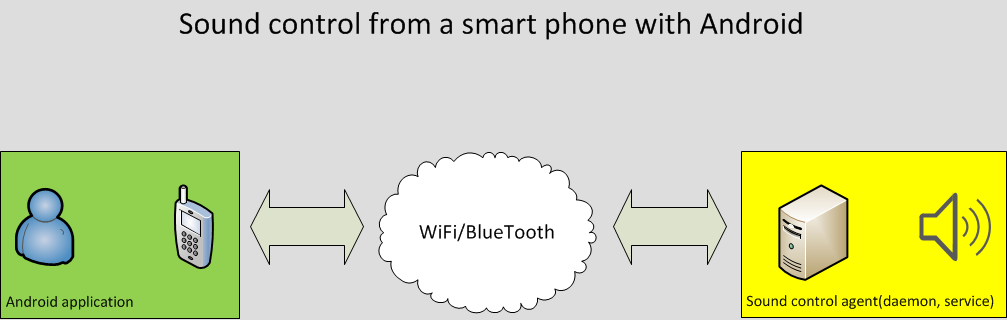 Sound control from a smart phone with Android
WiFi/BlueTooth
Android application
Sound control agent(daemon, service)